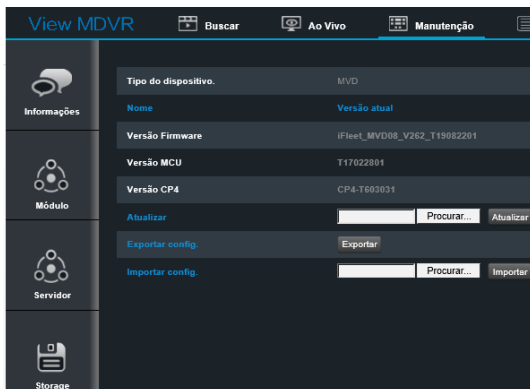 View MDVR Buscar Ao Vivo Manutenção
Informações
Módulo
Servidor
Storage
Tipo do dispositivo. MVD
Nome Versão atual
Versão Firmware iFleet_MVD08_V262_T19082201
Versão MCU T17022801
Versão CP4 CP4-T603031
Atualizar Procurar... Atualizar
Exportar config. Exportar
Importar config. Procurar... Importar